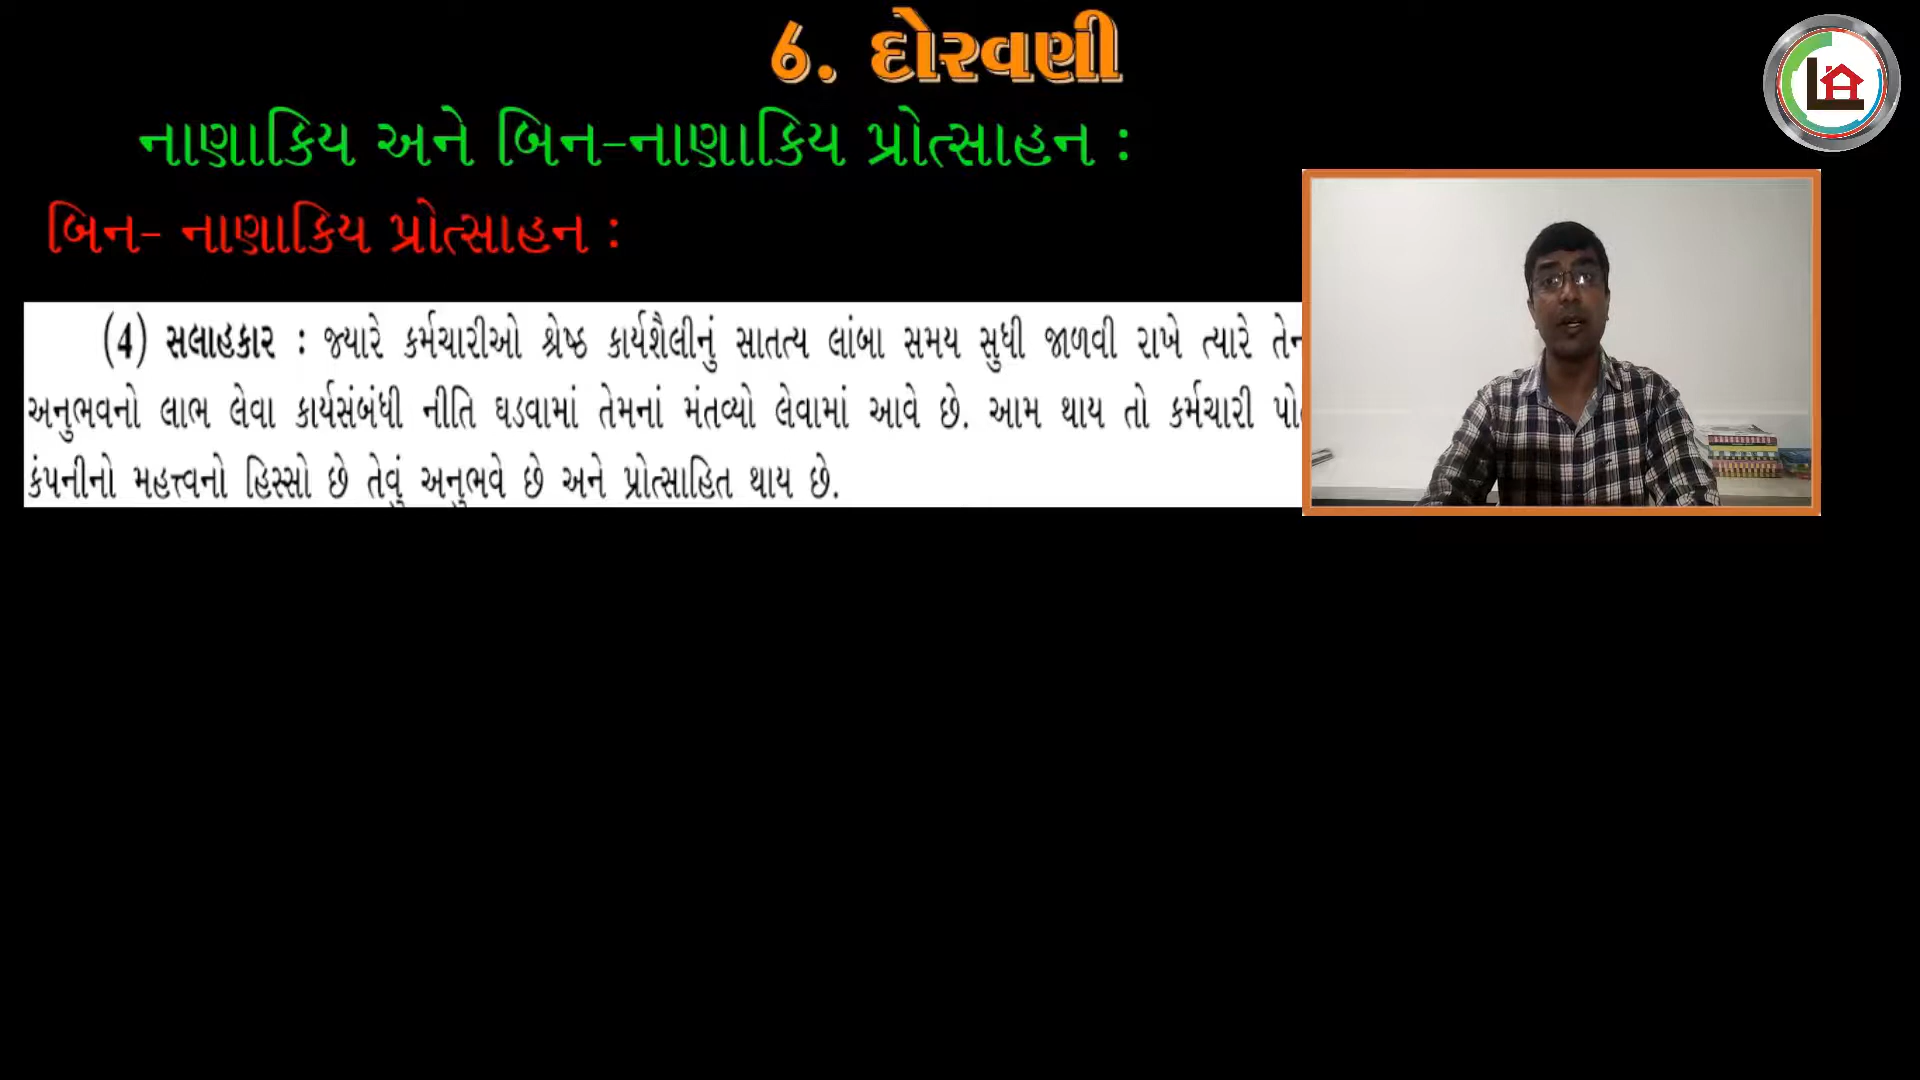 6. દોરવણી
નાણાકિય અને બિન-નાણાકિય પ્રોત્સાહન :
બિન- નાણાકિય પ્રોત્સાહન :
(4) સલાહકાર : જ્યારે કર્મચારીઓ શ્રેષ્ઠ કાર્યશૈલીનું સાતત્ય લાંબા સમય સુધી જાળવી રાખે ત્યારે
અનુભવનો લાભ લેવા કાર્યસંબંધી નીતિ ઘડવામાં તેમનાં મંતવ્યો લેવામાં આવે છે. આમ થાય તો કર્મચારી
કંપનીનો મહત્ત્વનો હિસ્સો છે તેવું અનુભવે છે અને પ્રોત્સાહિત થાય છે.